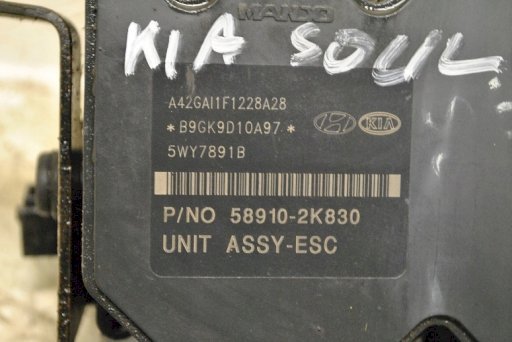 MANDO
KIA SOUL
A42GAI1F1228A28
*B9GK9D10A97*
KIA
5WY7891B
P/NO 58910-2K830
UNIT ASSY-ESC